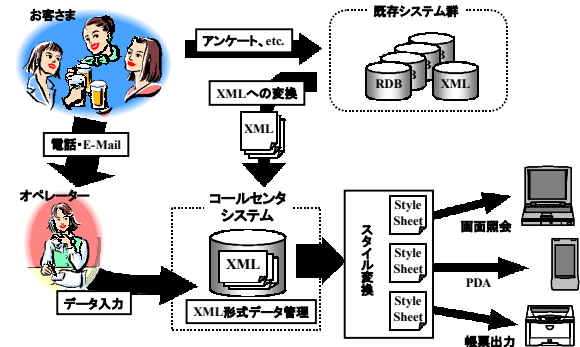 お客さま
アンケート、etc.
既存システム群
RDB
XML
XMLへの変換
XML
電話・E-Mail
オペレーター
データ入力
コールセンタ
システム
XML
XML形式データ管理
スタイル変換
Style
Sheet
Style
Sheet
Style
Sheet
画面照会
PDA
帳票出力